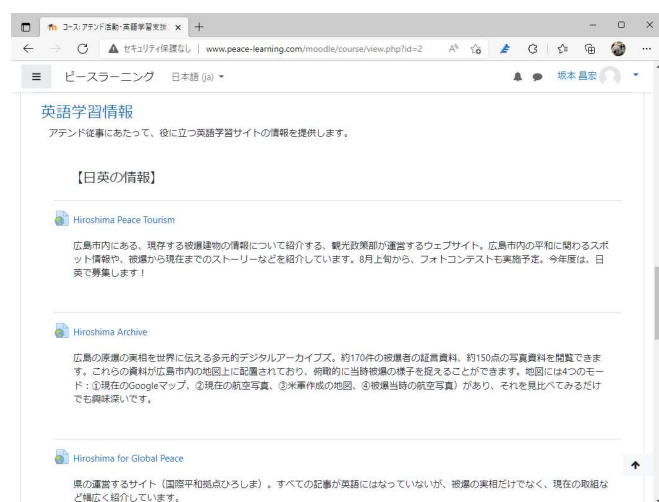 コース: アテンド活動・英語学習支援
セキュリティ保護なし | www.peace-learning.com/moodle/course/view.php?id=2
ピースラーニング 日本語 (ja)
坂本 昌宏
英語学習情報
アテンド従事にあたって、役に立つ英語学習サイトの情報を提供します。
【日英の情報】
Hiroshima Peace Tourism
広島市内にある、現存する被爆建物の情報について紹介する、観光政策部が運営するウェブサイト。広島市内の平和に関わるスポ
ット情報や、被爆から現在までのストーリーなどを紹介しています。8月上旬から、フォトコンテストも実施予定。今年度は、日
英で募集します！
Hiroshima Archive
広島の原爆の実相を世界に伝える多元的デジタルアーカイブズ。約170件の被爆者の証言資料、約150点の写真資料を閲覧できま
す。これらの資料が広島市内の地図上に配置されており、俯瞰的に当時被爆の様子を捉えることができます。地図には4つのモー
ド：①現在のGoogleマップ、②現在の航空写真、③米軍作成の地図、④被爆当時の航空写真）があり、それを見比べてみるだけ
でも興味深いです。
Hiroshima for Global Peace
県の運営するサイト（国際平和拠点ひろしま）。すべての記事が英語にはなっていないが、被爆の実相だけでなく、現在の取組な
ど幅広く紹介しています。